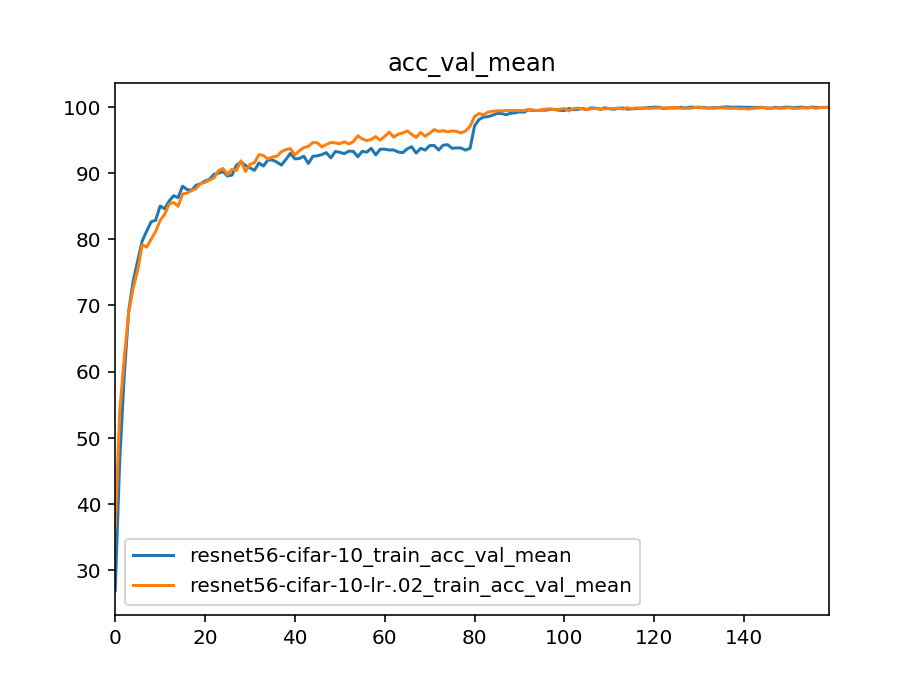 acc_val_mean
100
90
80
70
60
50
40
30
resnet56-cifar-10_train_acc_val_mean
resnet56-cifar-10-lr-.02_train_acc_val_mean
0 20 40 60 80 100 120 140